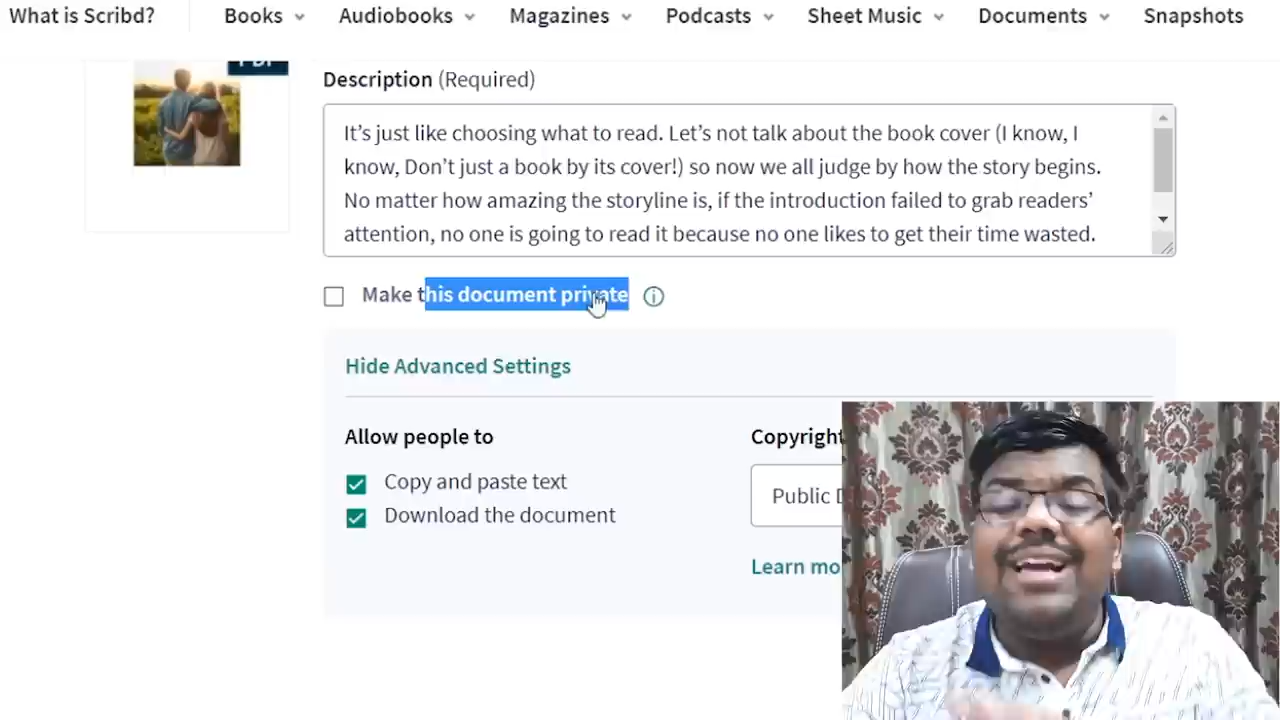 What is Scribd? Books Audiobooks Magazines Podcasts Sheet Music Documents Snapshots
Description (Required)
It’s just like choosing what to read. Let’s not talk about the book cover (I know, I
know, Don’t just a book by its cover!) so now we all judge by how the story begins.
No matter how amazing the storyline is, if the introduction failed to grab readers’
attention, no one is going to read it because no one likes to get their time wasted.
Make this document private
Hide Advanced Settings
Allow people to
Copyright
Copy and paste text
Public
Download the document
Learn